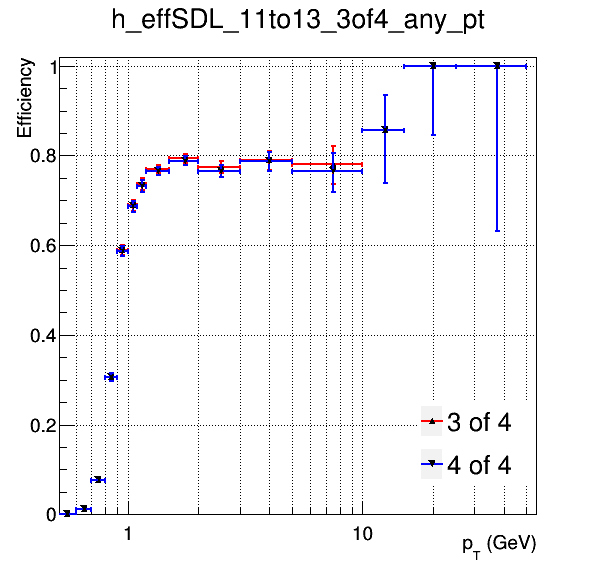 h_effSDL_11to13_3of4_any_pt
Efficiency
1
0.8
0.6
0.4
0.2
0
3 of 4
4 of 4
1
10
p_T (GeV)